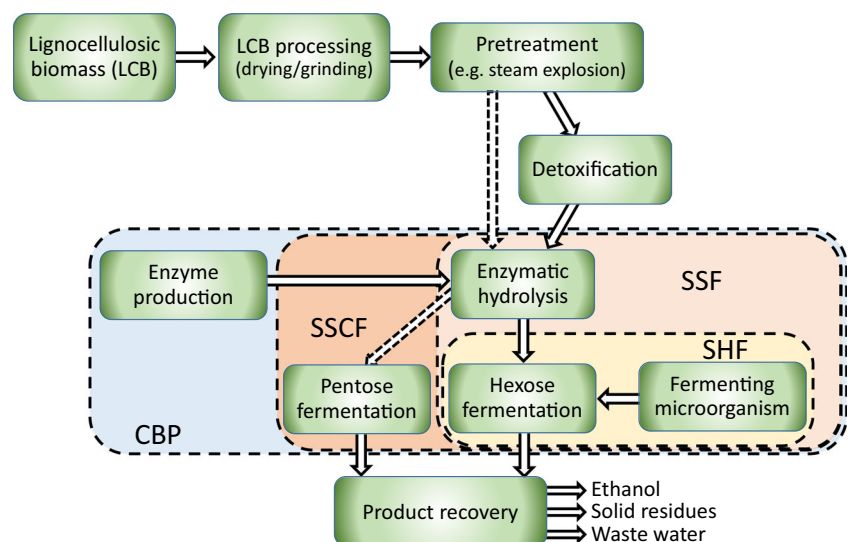 Lignocellulosic
biomass (LCB)
LCB processing
(drying/grinding)
Pretreatment
(e.g. steam explosion)
Detoxification
Enzyme
production
Enzymatic
hydrolysis
SSF
SSCF
SHF
Pentose
fermentation
Hexose
fermentation
Fermenting
microorganism
CBP
Product recovery
Ethanol
Solid residues
Waste water